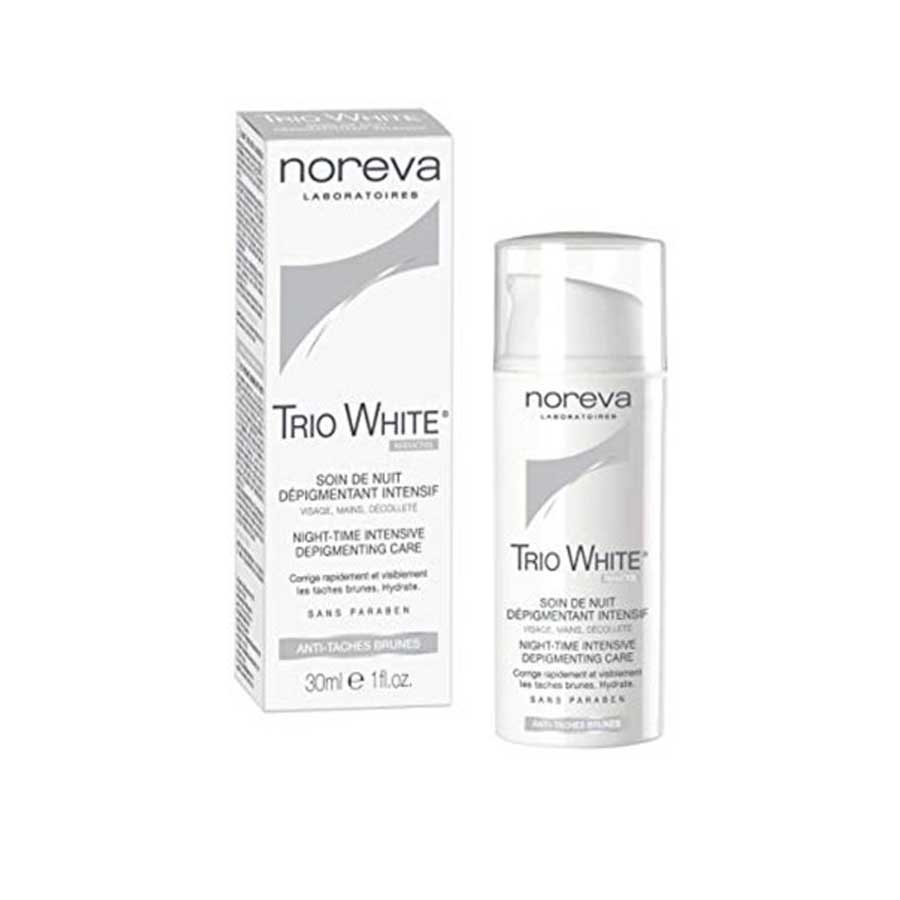 TRIO WHITE
noreva
LABORATOIRES
TRIO WHITE®
SOIN DE NUIT
DÉPIGMENTANT INTENSIF
VISAGE, MAINS, DÉCOLLETÉ
NIGHT-TIME INTENSIVE
DEPIGMENTING CARE
Corrige rapidement et visiblement
les taches brunes. Hydrate.
SANS PARABEN
ANTI-TACHES BRUNES
30ml e 1fl.oz.
noreva
LABORATOIRES
TRIO WHITE®
SOIN DE NUIT
DÉPIGMENTANT INTENSIF
VISAGE, MAINS, DÉCOLLETÉ
NIGHT-TIME INTENSIVE
DEPIGMENTING CARE
Corrige rapidement et visiblement
les taches brunes. Hydrate.
SANS PARABEN
ANTI-TACHES BRUNES